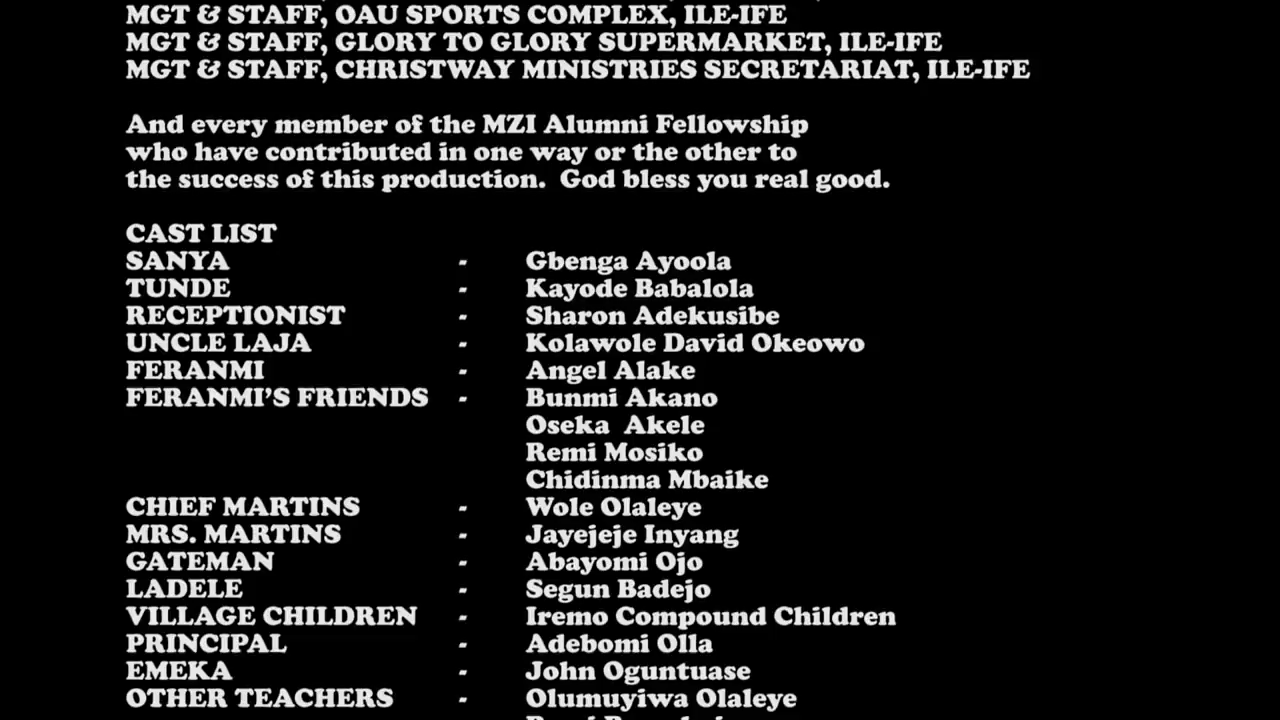 MGT & STAFF, OAU SPORTS COMPLEX, ILE-IFE
MGT & STAFF, GLORY TO GLORY SUPERMARKET, ILE-IFE
MGT & STAFF, CHRISTWAY MINISTRIES SECRETARIAT, ILE-IFE
And every member of the MZI Alumni Fellowship
who have contributed in one way or the other to
the success of this production. God bless you real good.
CAST LIST
SANYA - Gbenga Ayoola
TUNDE - Kayode Babalola
RECEPTIONIST - Sharon Adekusibe
UNCLE LAJA - Kolawole David Okeowo
FERANMI - Angel Alake
FERANMI'S FRIENDS - Bunmi Akano
Oseka Akele
Remi Mosiko
Chidinma Mbaike
CHIEF MARTINS - Wole Olaleye
MRS. MARTINS - Jayejeje Inyang
GATEMAN - Abayomi Ojo
LADELE - Segun Badejo
VILLAGE CHILDREN - Iremo Compound Children
PRINCIPAL - Adebomi Olla
EMEKA - John Oguntuase
OTHER TEACHERS - Olumuyiwa Olaleye